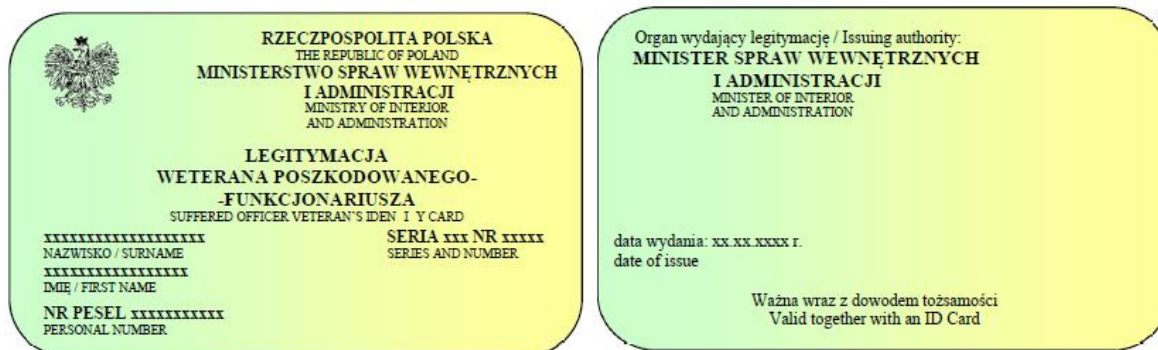 RZECZPOSPOLITA POLSKA
THE REPUBLIC OF POLAND
MINISTERSTWO SPRAW WEWNĘTRZNYCH
I ADMINISTRACJI
MINISTRY OF INTERIOR
AND ADMINISTRATION
LEGITYMACJA
WETERANA POSZKODOWANEGO-
-FUNKCJONARIUSZA
SUFFERED OFFICER VETERAN`S IDEN I Y CARD
xxxxxxxxxxxxxxxxxxx SERIA xxx NR xxxxx
NAZWISKO / SURNAME SERIES AND NUMBER
xxxxxxxxxxxxxxxxx
IMIĘ / FIRST NAME
NR PESEL xxxxxxxxxxx
PERSONAL NUMBER
Organ wydający legitymację / Issuing authority:
MINISTER SPRAW WEWNĘTRZNYCH
I ADMINISTRACJI
MINISTER OF INTERIOR
AND ADMINISTRATION
data wydania: xx.xx.xxxx r.
date of issue
Ważna wraz z dowodem tożsamości
Valid together with an ID Card